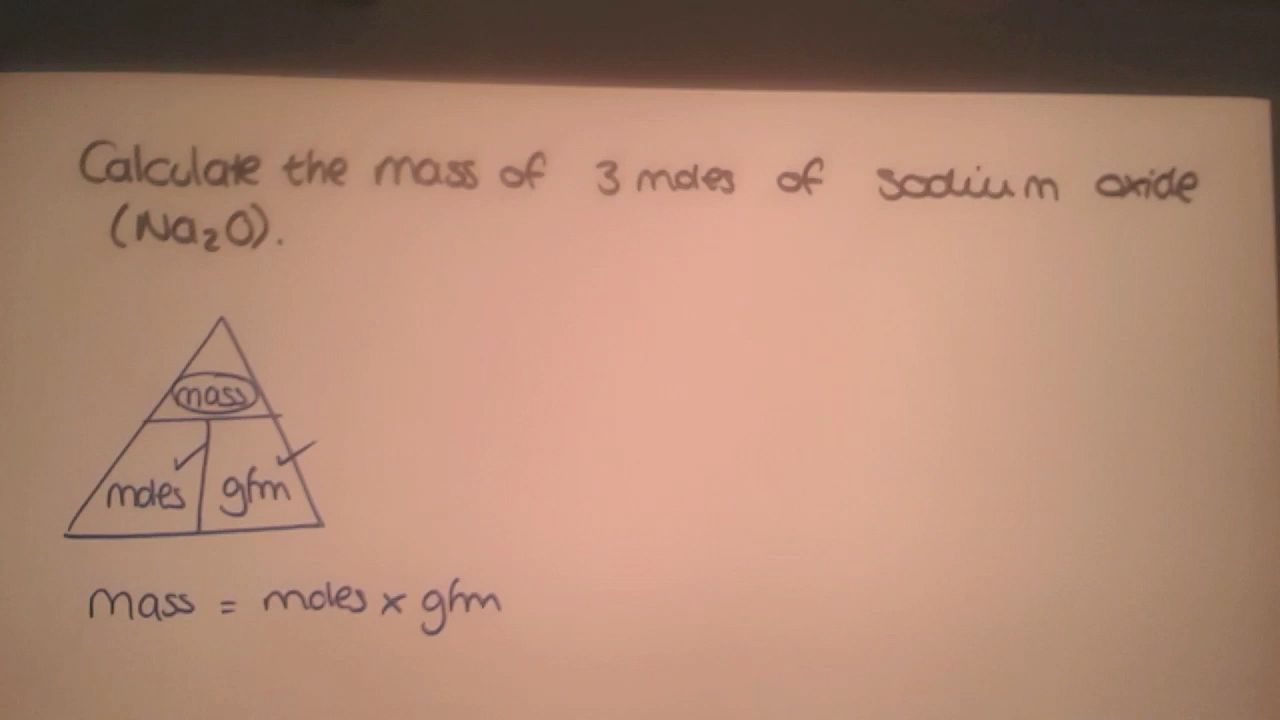 Calculate the mass of 3 moles of sodium oxide
(Na₂O).
mass
moles gfm
mass = moles x gfm